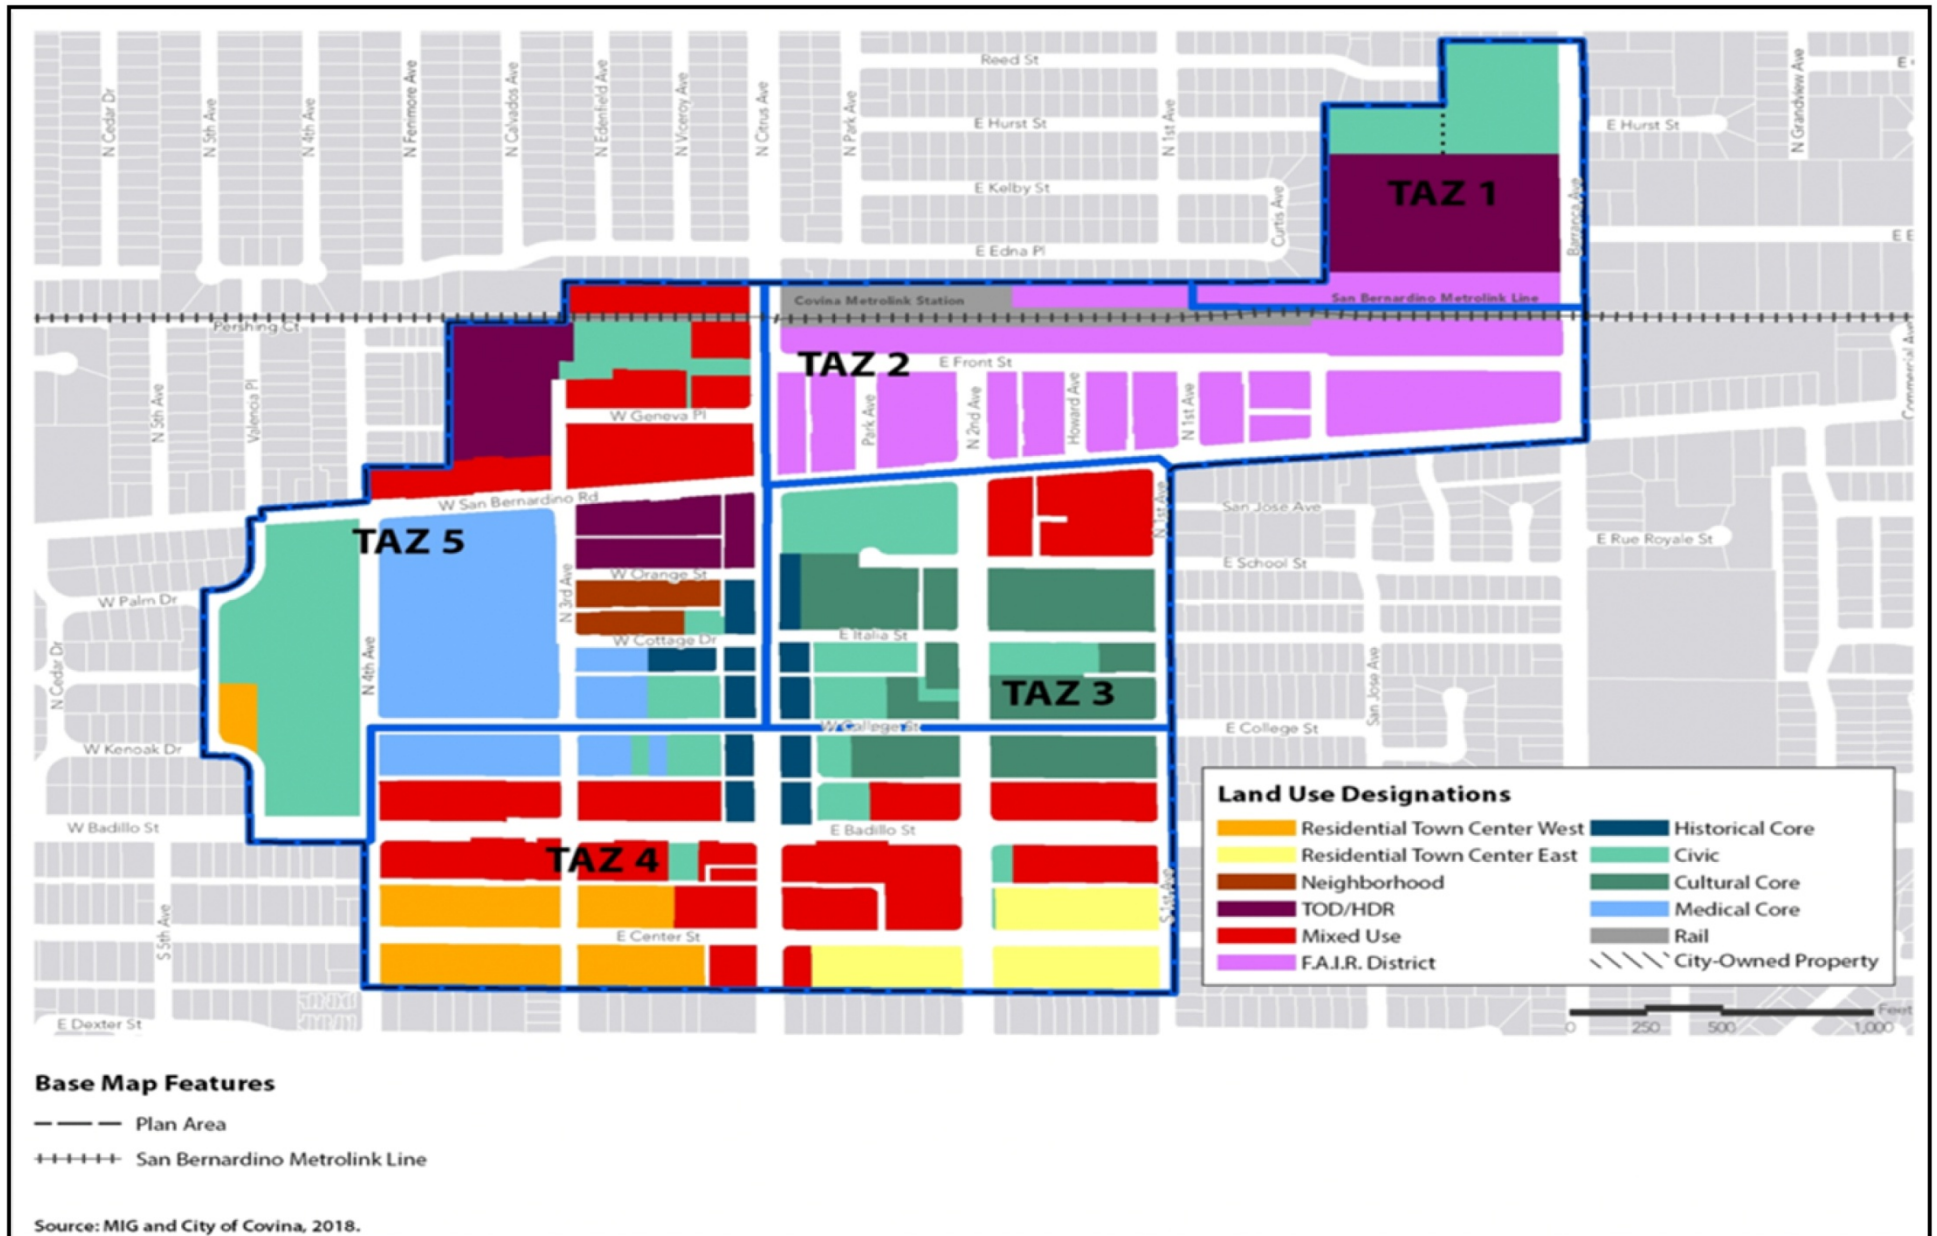 Reed St
N Cedar Dr
N 5th Ave
N 4th Ave
N Fenimore Ave
N Calvados Ave
N Edenfield Ave
N Viceroy Ave
N Citrus Ave
N Park Ave
N 1st Ave
N Grandview Ave
E Hurst St
E Hurst St
TAZ 1
E Kelby St
Curtis Ave
Barranca Ave
E Edna Pl
Covina Metrolink Station
San Bernardino Metrolink Line
Pershing Ct
TAZ 2
E Front St
N 5th Ave
Valencia Pl
W Geneva Pl
Park Ave
N 2nd Ave
Howard Ave
N 1st Ave
Commercial Ave
W San Bernardino Rd
TAZ 5
N 1st Ave
San Jose Ave
E Rue Royale St
E School St
W Orange St
N 3rd Ave
W Palm Dr
E Italia St
W Cottage Dr
N Cedar Dr
N 4th Ave
San Jose Ave
TAZ 3
W College St
E College St
W Kenoak Dr
Land Use Designations
Residential Town Center West
Residential Town Center East
Neighborhood
TOD/HDR
Mixed Use
F.A.I.R. District
Historical Core
Civic
Cultural Core
Medical Core
Rail
City-Owned Property
W Badillo St
E Badillo St
TAZ 4
S 1st Ave
S 5th Ave
E Center St
E Dexter St
Feet
0 250 500 1,000
Base Map Features
Plan Area
San Bernardino Metrolink Line
Source: MIG and City of Covina, 2018.